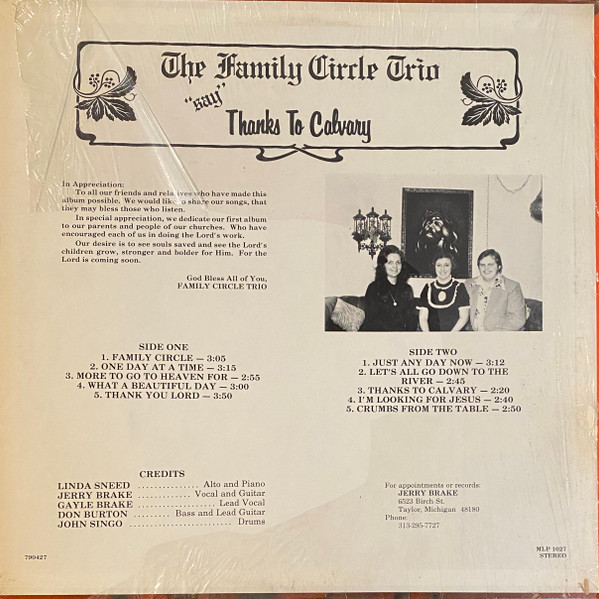 The Family Circle Trio
"say"
Thanks To Calvary
In Appreciation:
To all our friends and relatives who have made this
album possible. We would like to share our songs, that
they may bless those who listen.
In special appreciation, we dedicate our first album
to our parents and people of our churches. Who have
encouraged each of us in doing the Lord's work.
Our desire is to see souls saved and see the Lord's
children grow, stronger and bolder for Him. For the
Lord is coming soon.
God Bless All of You,
FAMILY CIRCLE TRIO
SIDE ONE
1. FAMILY CIRCLE — 3:05
2. ONE DAY AT A TIME — 3:15
3. MORE TO GO TO HEAVEN FOR — 2:55
4. WHAT A BEAUTIFUL DAY — 3:00
5. THANK YOU LORD — 3:50
SIDE TWO
1. JUST ANY DAY NOW — 3:12
2. LET'S ALL GO DOWN TO THE
RIVER — 2:45
3. THANKS TO CALVARY — 2:20
4. I'M LOOKING FOR JESUS — 2:40
5. CRUMBS FROM THE TABLE — 2:50
CREDITS
LINDA SNEED ................ Alto and Piano
JERRY BRAKE .............. Vocal and Guitar
GAYLE BRAKE .................... Lead Vocal
DON BURTON ......... Bass and Lead Guitar
JOHN SINGO ......................... Drums
For appointments or records:
JERRY BRAKE
6523 Birch St.
Taylor, Michigan 48180
Phone:
313-295-7727
790427
MLP 1027
STEREO